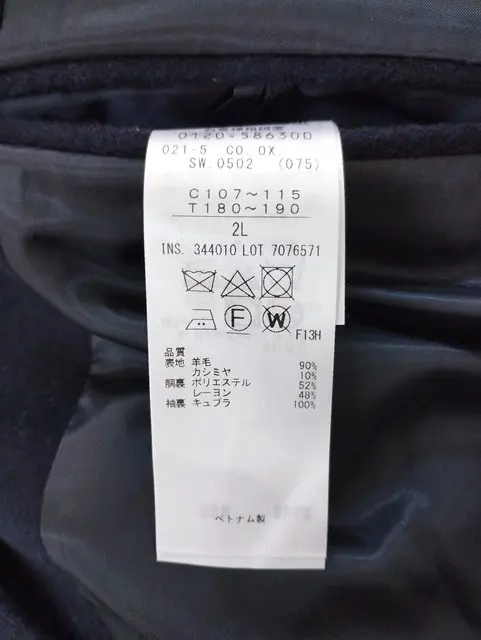 0120-586300
021-5 CO.OX
SW.0502 (075)
C107〜115
T180〜190
2L
INS. 344010 LOT 7076571
F
W
F13H
品質
表地 羊毛 90%
カシミヤ 10%
胴裏 ポリエステル 52%
レーヨン 48%
袖裏 キュプラ 100%
ベトナム製